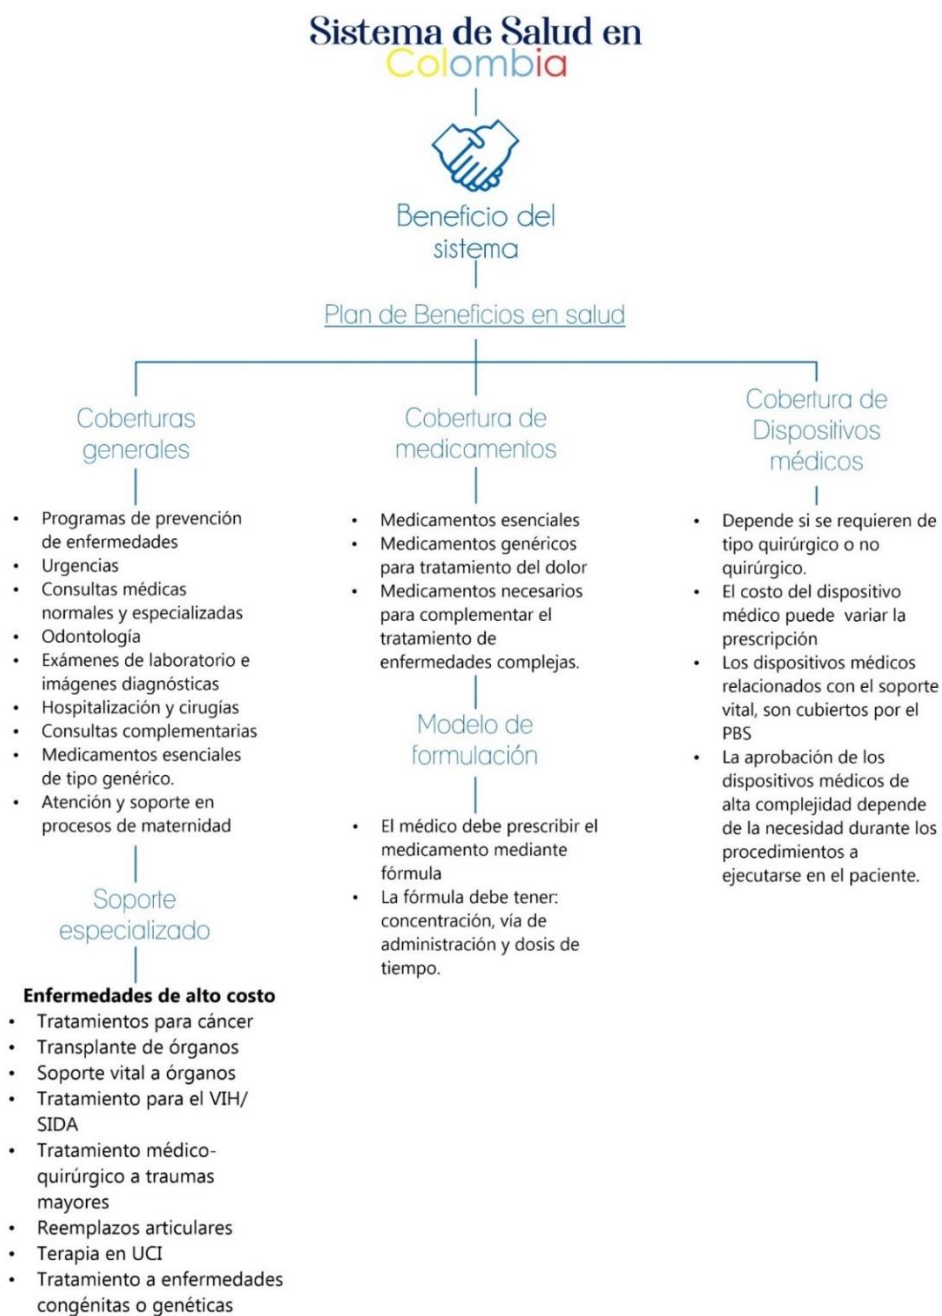 Sistema de Salud en
Colombia
Beneficio del
sistema
Plan de Beneficios en salud
Coberturas
generales
• Programas de prevención
de enfermedades
• Urgencias
• Consultas médicas
normales y especializadas
• Odontología
• Exámenes de laboratorio e
imágenes diagnósticas
• Hospitalización y cirugías
• Consultas complementarias
• Medicamentos esenciales
de tipo genérico.
• Atención y soporte en
procesos de maternidad
Soporte
especializado
Enfermedades de alto costo
• Tratamientos para cáncer
• Transplante de órganos
• Soporte vital a órganos
• Tratamiento para el VIH/
SIDA
• Tratamiento médico-
quirúrgico a traumas
mayores
• Reemplazos articulares
• Terapia en UCI
• Tratamiento a enfermedades
congénitas o genéticas
Cobertura de
medicamentos
• Medicamentos esenciales
• Medicamentos genéricos
para tratamiento del dolor
• Medicamentos necesarios
para complementar el
tratamiento de
enfermedades complejas.
Modelo de
formulación
• El médico debe prescribir el
medicamento mediante
fórmula
• La fórmula debe tener:
concentración, vía de
administración y dosis de
tiempo.
Cobertura de
Dispositivos
médicos
• Depende si se requieren de
tipo quirúrgico o no
quirúrgico.
• El costo del dispositivo
médico puede variar la
prescripción
• Los dispositivos médicos
relacionados con el soporte
vital, son cubiertos por el
PBS
• La aprobación de los
dispositivos médicos de
alta complejidad depende
de la necesidad durante los
procedimientos a
ejecutarse en el paciente.